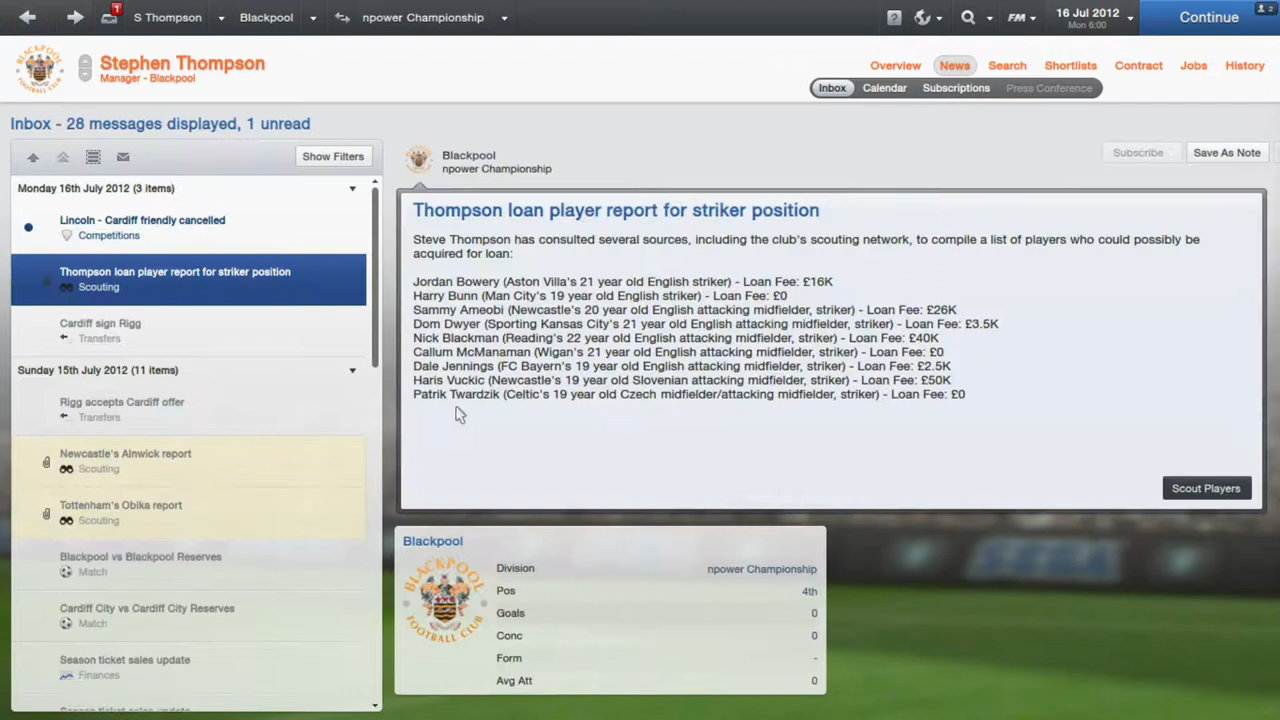 1
S Thompson
Blackpool
npower Championship
?
FM
16 Jul 2012
Mon 6:00
Continue
2
Stephen Thompson
Manager - Blackpool
Overview
News
Search
Shortlists
Contract
Jobs
History
Inbox
Calendar
Subscriptions
Press Conference
Inbox - 28 messages displayed, 1 unread
Show Filters
Monday 16th July 2012 (3 items)
Lincoln - Cardiff friendly cancelled
Competitions
Thompson loan player report for striker position
Scouting
Cardiff sign Rigg
Transfers
Sunday 15th July 2012 (11 items)
Rigg accepts Cardiff offer
Transfers
Newcastle's Alnwick report
Scouting
Tottenham's Obika report
Scouting
Blackpool vs Blackpool Reserves
Match
Cardiff City vs Cardiff City Reserves
Match
Season ticket sales update
Finances
Season ticket sales update
Blackpool
npower Championship
Subscribe
Save As Note
Thompson loan player report for striker position
Steve Thompson has consulted several sources, including the club's scouting network, to compile a list of players who could possibly be
acquired for loan:
Jordan Bowery (Aston Villa's 21 year old English striker) - Loan Fee: £16K
Harry Bunn (Man City's 19 year old English striker) - Loan Fee: £0
Sammy Ameobi (Newcastle's 20 year old English attacking midfielder, striker) - Loan Fee: £26K
Dom Dwyer (Sporting Kansas City's 21 year old English attacking midfielder, striker) - Loan Fee: £3.5K
Nick Blackman (Reading's 22 year old English attacking midfielder, striker) - Loan Fee: £40K
Callum McManaman (Wigan's 21 year old English attacking midfielder, striker) - Loan Fee: £0
Dale Jennings (FC Bayern's 19 year old English attacking midfielder, striker) - Loan Fee: £2.5K
Haris Vuckic (Newcastle's 19 year old Slovenian attacking midfielder, striker) - Loan Fee: £50K
Patrik Twardzik (Celtic's 19 year old Czech midfielder/attacking midfielder, striker) - Loan Fee: £0
Scout Players
Blackpool
BLACKPOOL
FOOTBALL CLUB
Division npower Championship
Pos 4th
Goals 0
Conc 0
Form -
Avg Att 0
SEGA